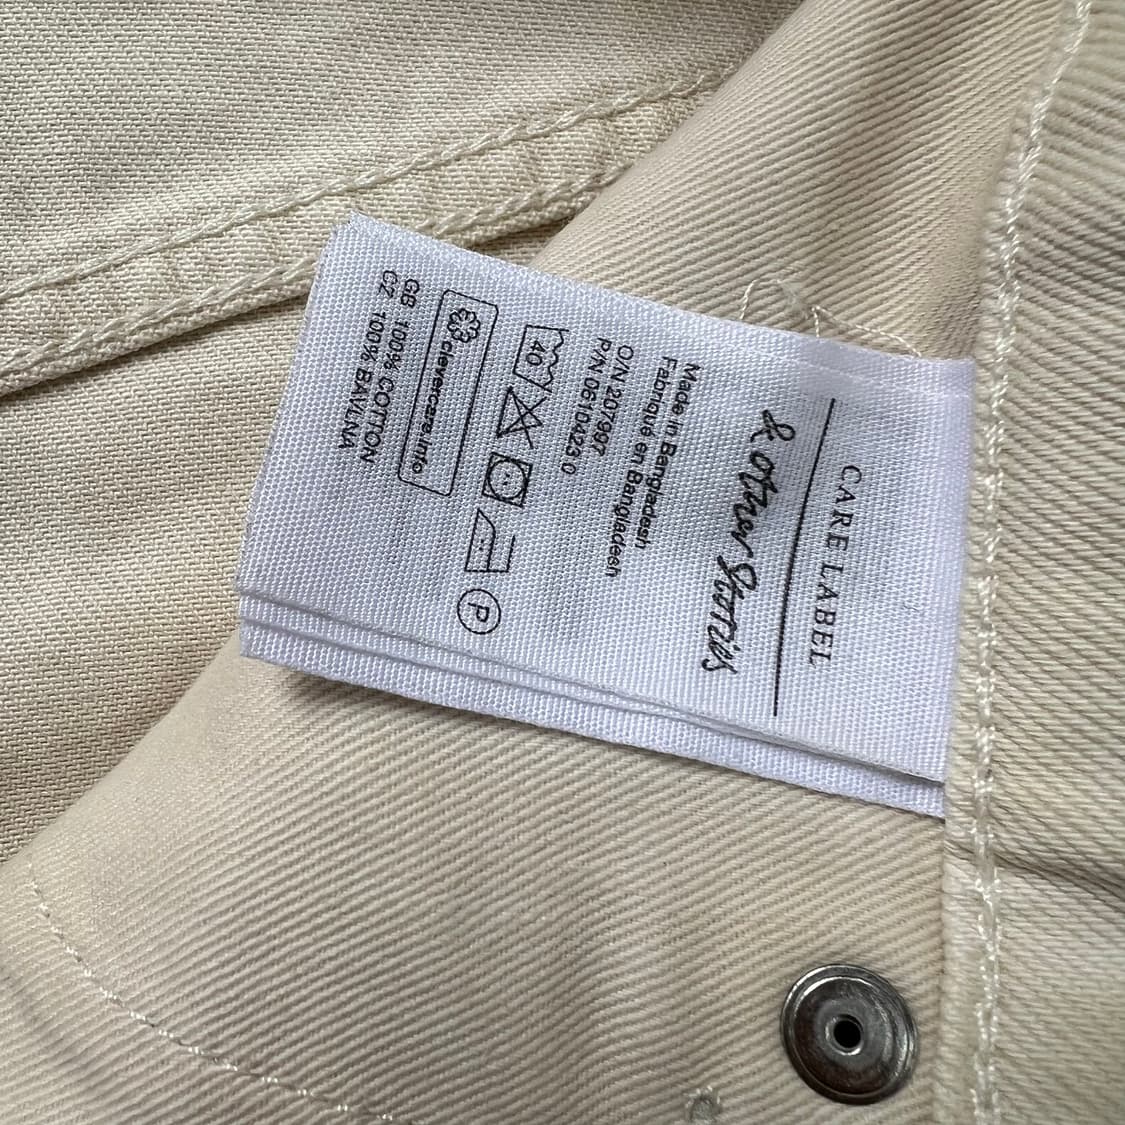 CARE LABEL
& other Stories
Made in Bangladesh
Fabriqué en Bangladesh
O/N 207997
P/N 0610423 0
40
P
clevercare.info
GB 100% COTTON
CZ 100% BAVLNA